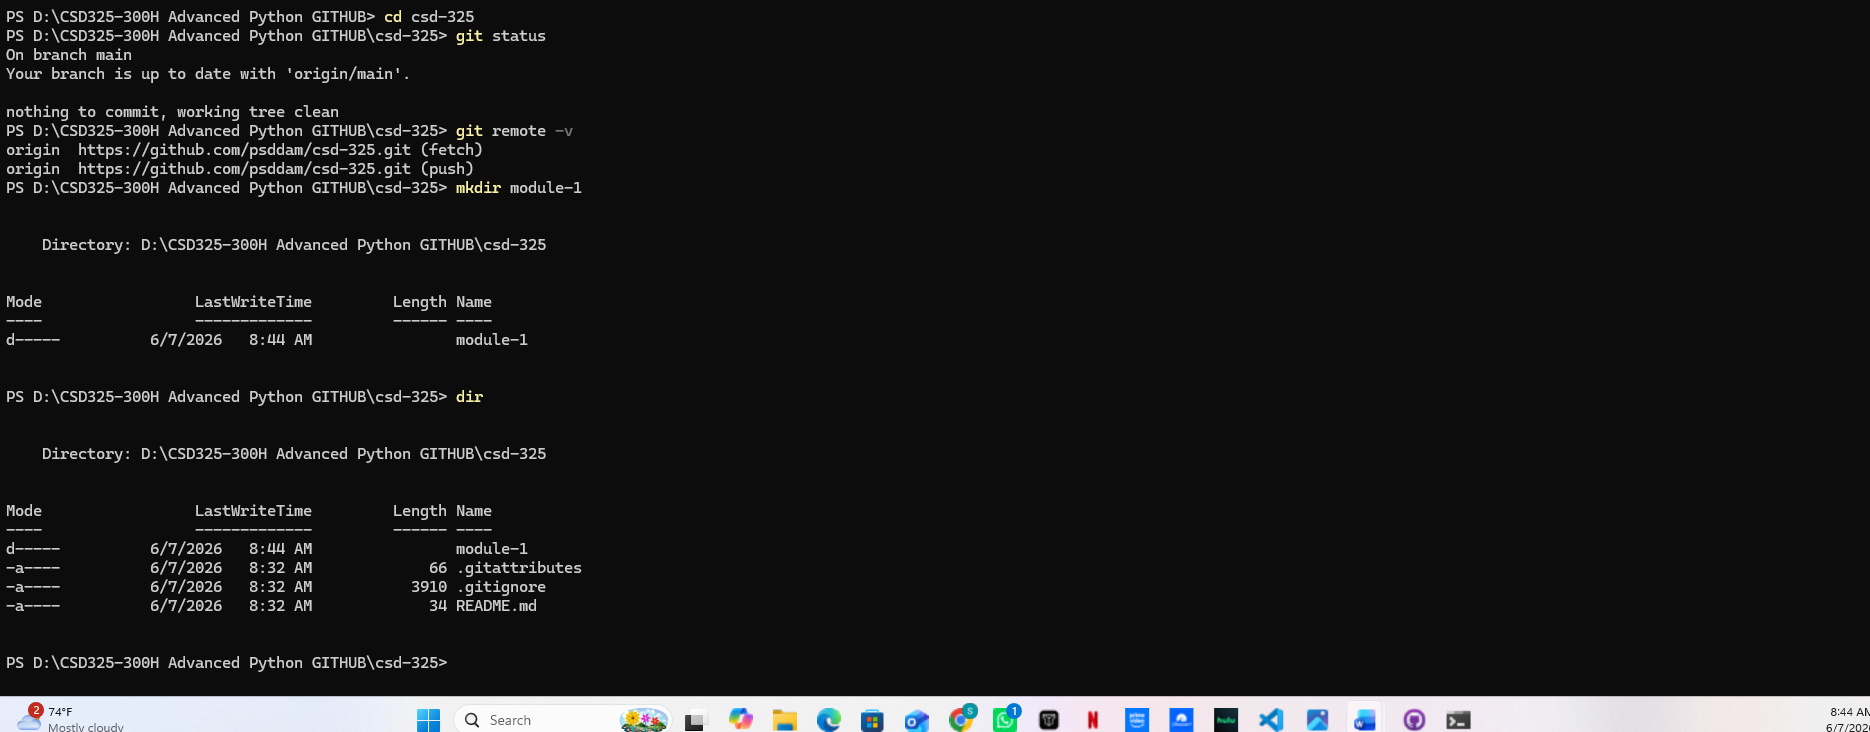 PS D:\CSD325-300H Advanced Python GITHUB> cd csd-325
PS D:\CSD325-300H Advanced Python GITHUB\csd-325> git status
On branch main
Your branch is up to date with 'origin/main'.
nothing to commit, working tree clean
PS D:\CSD325-300H Advanced Python GITHUB\csd-325> git remote -v
origin  https://github.com/psddam/csd-325.git (fetch)
origin  https://github.com/psddam/csd-325.git (push)
PS D:\CSD325-300H Advanced Python GITHUB\csd-325> mkdir module-1
Directory: D:\CSD325-300H Advanced Python GITHUB\csd-325
Mode                 LastWriteTime         Length Name
----                 -------------         ------ ----
d-----          6/7/2026   8:44 AM                module-1
PS D:\CSD325-300H Advanced Python GITHUB\csd-325> dir
Directory: D:\CSD325-300H Advanced Python GITHUB\csd-325
Mode                 LastWriteTime         Length Name
----                 -------------         ------ ----
d-----          6/7/2026   8:44 AM                module-1
-a----          6/7/2026   8:32 AM             66 .gitattributes
-a----          6/7/2026   8:32 AM           3910 .gitignore
-a----          6/7/2026   8:32 AM             34 README.md
PS D:\CSD325-300H Advanced Python GITHUB\csd-325>
2
74°F
Mostly cloudy
Search
S
1
N
hulu
8:44 AM